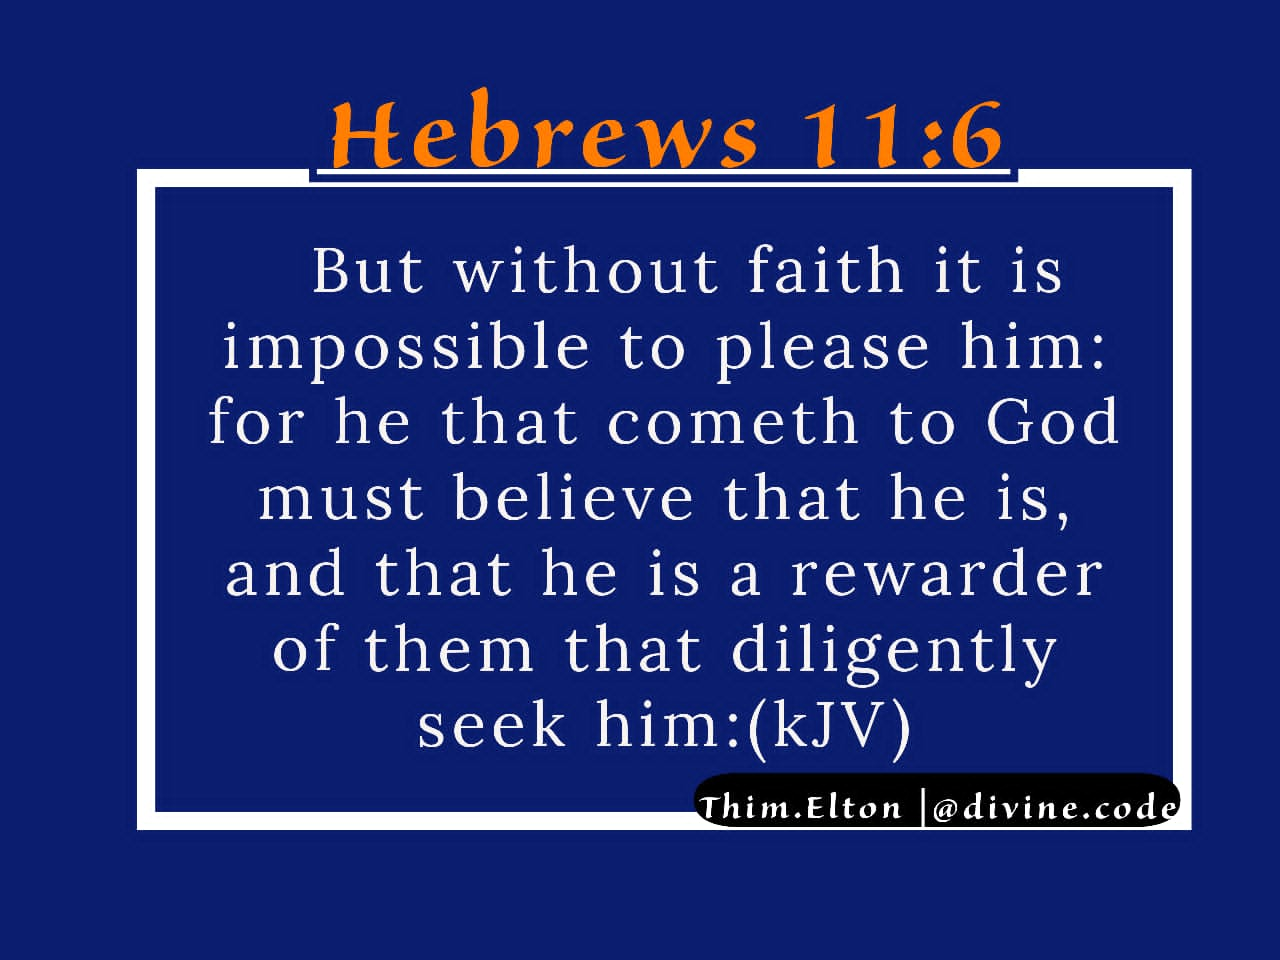 Hebrews 11:6
But without faith it is
impossible to please him:
for he that cometh to God
must believe that he is,
and that he is a rewarder
of them that diligently
seek him:(kJV)
Thim.Elton |@divine.code